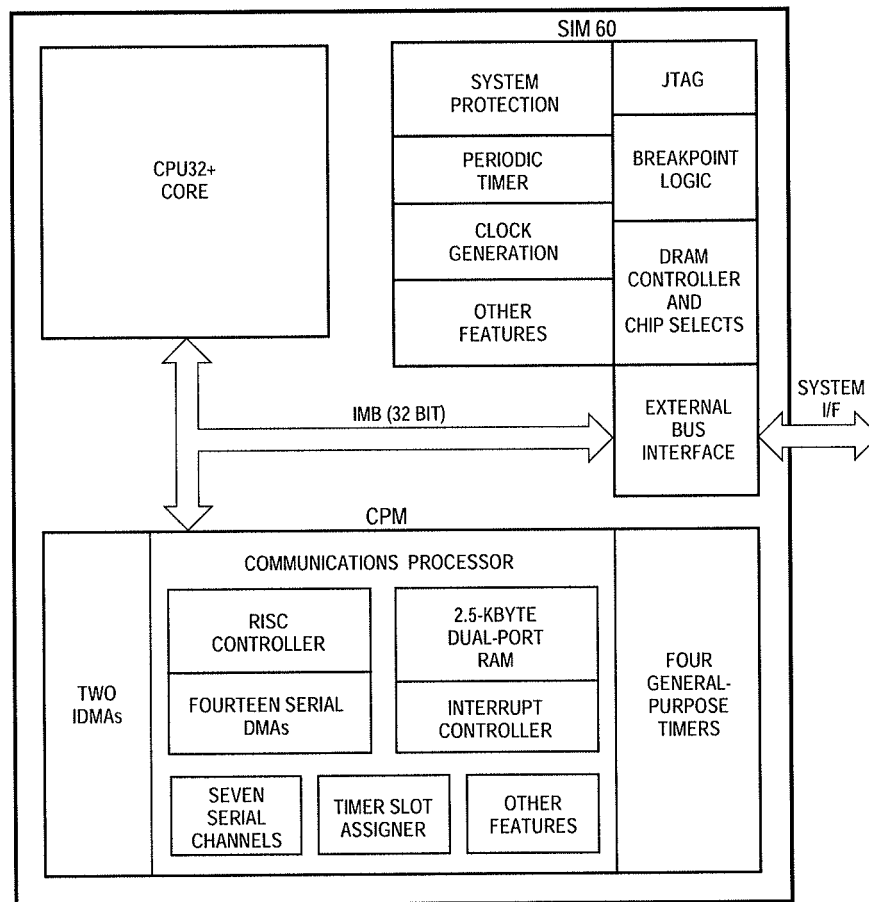 SIM 60
CPU32+
CORE
SYSTEM
PROTECTION
JTAG
PERIODIC
TIMER
BREAKPOINT
LOGIC
CLOCK
GENERATION
DRAM
CONTROLLER
AND
CHIP SELECTS
OTHER
FEATURES
IMB (32 BIT)
EXTERNAL
BUS
INTERFACE
SYSTEM
I/F
CPM
TWO
IDMAs
COMMUNICATIONS PROCESSOR
RISC
CONTROLLER
2.5-KBYTE
DUAL-PORT
RAM
FOURTEEN SERIAL
DMAs
INTERRUPT
CONTROLLER
SEVEN
SERIAL
CHANNELS
TIMER SLOT
ASSIGNER
OTHER
FEATURES
FOUR
GENERAL-
PURPOSE
TIMERS